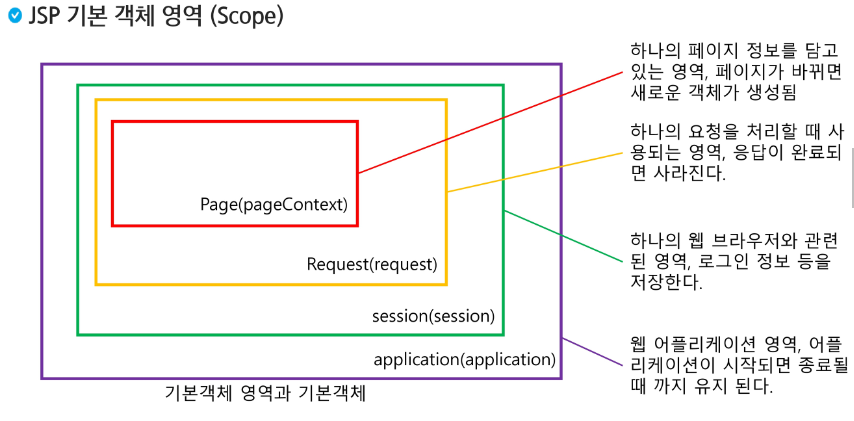 JSP 기본 객체 영역 (Scope)
하나의 페이지 정보를 담고
있는 영역, 페이지가 바뀌면
새로운 객체가 생성됨
하나의 요청을 처리할 때 사
용되는 영역, 응답이 완료되
면 사라진다.
Page(pageContext)
하나의 웹 브라우저와 관련
된 영역, 로그인 정보 등을
저장한다.
Request(request)
session(session)
웹 어플리케이션 영역, 어플
리케이션이 시작되면 종료될
때 까지 유지 된다.
application(application)
기본객체 영역과 기본객체